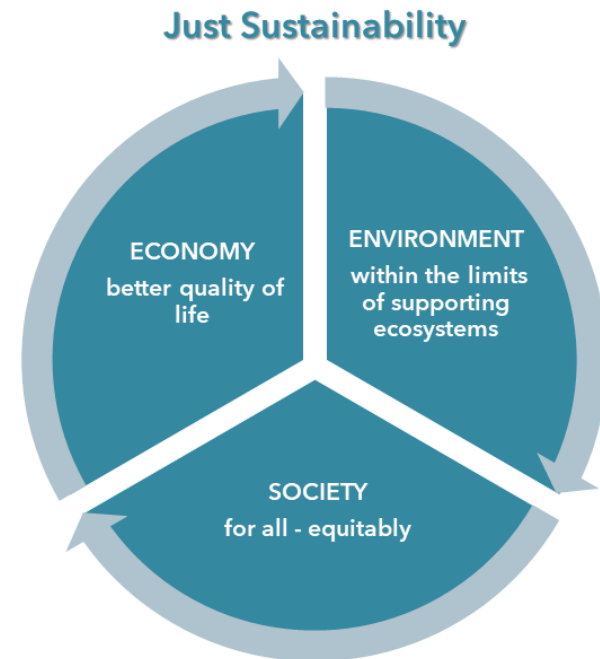 Just Sustainability
ECONOMY
better quality of
life
ENVIRONMENT
within the limits
of supporting
ecosystems
SOCIETY
for all - equitably